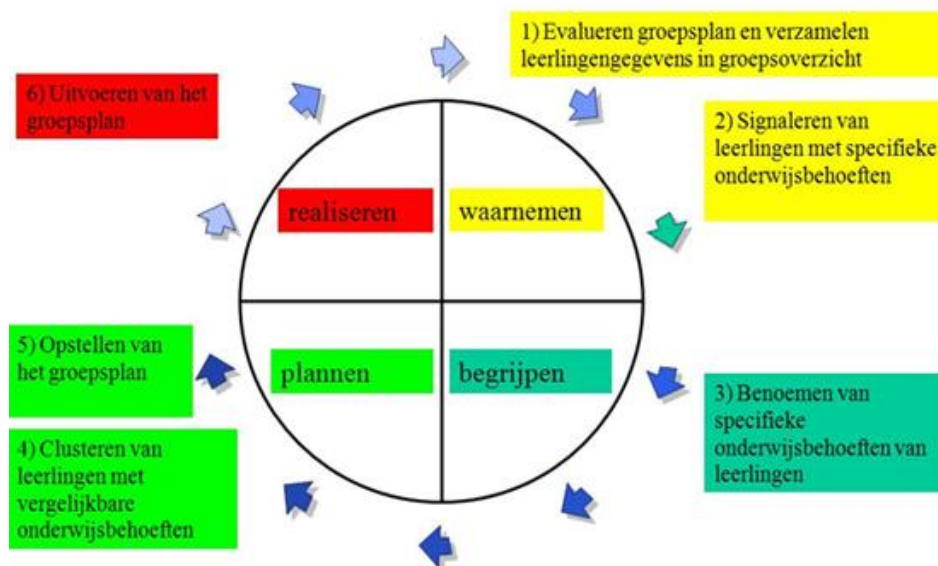 1) Evalueren groepsplan en verzamelen
leerlingengegevens in groepsoverzicht
2) Signaleren van
leerlingen met specifieke
onderwijsbehoeften
3) Benoemen van
specifieke
onderwijsbehoeften van
leerlingen
4) Clusteren van
leerlingen met
vergelijkbare
onderwijsbehoeften
5) Opstellen van
het groepsplan
6) Uitvoeren van het
groepsplan
realiseren
waarnemen
plannen
begrijpen